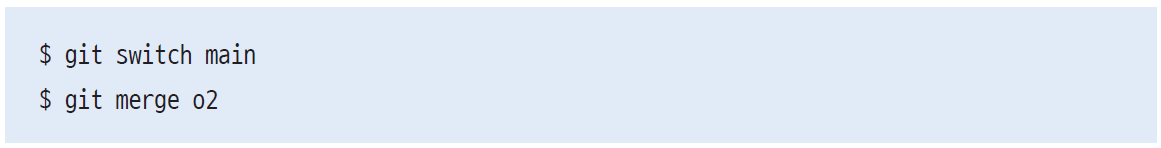 $ git switch main
$ git merge o2